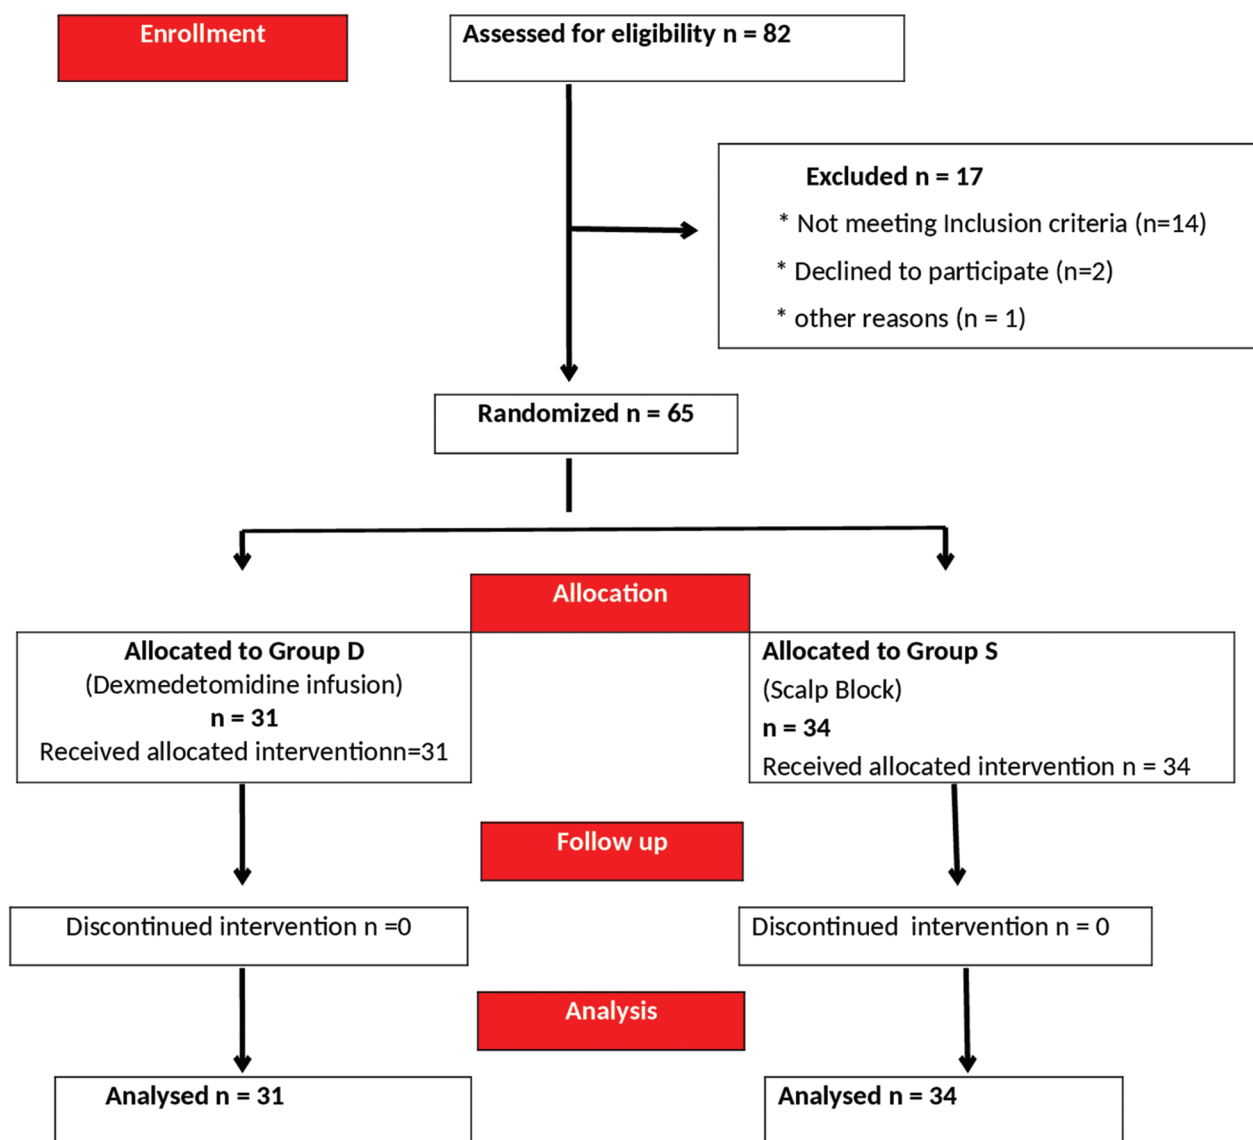 Enrollment
Assessed for eligibility n = 82
Excluded n = 17
* Not meeting Inclusion criteria (n=14)
* Declined to participate (n=2)
* other reasons (n = 1)
Randomized n = 65
Allocation
Allocated to Group D
(Dexmedetomidine infusion)
n = 31
Received allocated interventionn=31
Allocated to Group S
(Scalp Block)
n = 34
Received allocated intervention n = 34
Follow up
Discontinued intervention n =0
Discontinued  intervention n = 0
Analysis
Analysed n = 31
Analysed n = 34